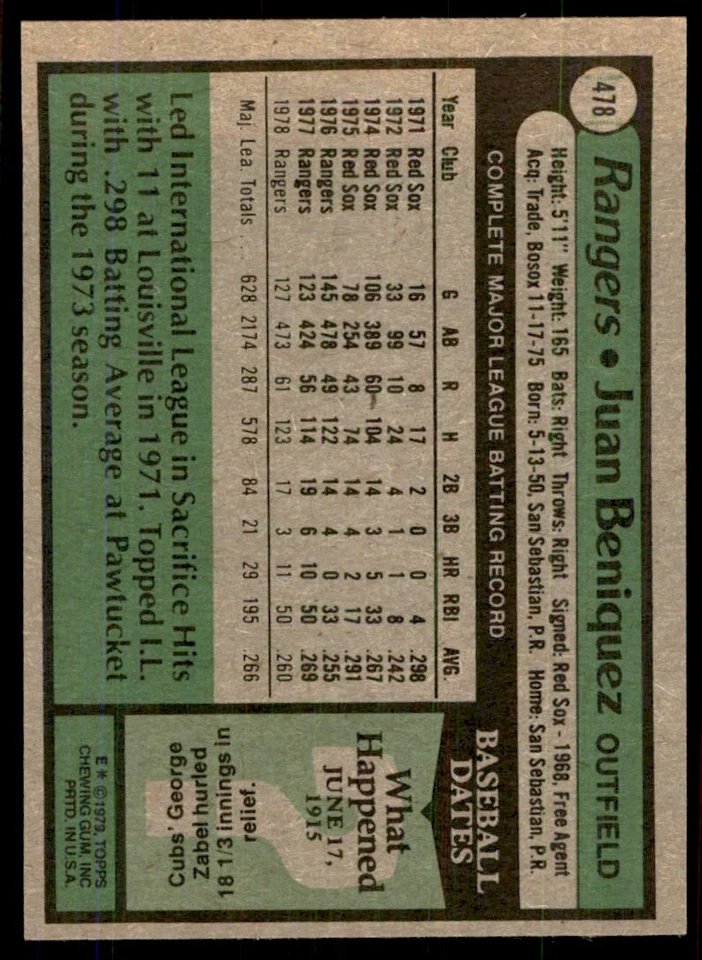 478
Rangers • Juan Beniquez OUTFIELD
Height: 5'11" Weight: 165 Bats: Right Throws: Right Signed: Red Sox - 1968, Free Agent
Acq: Trade, Bosox 11-17-75 Born: 5-13-50, San Sebastian, P.R. Home: San Sebastian, P.R.
COMPLETE MAJOR LEAGUE BATTING RECORD
Year Club G AB R H 2B 3B HR RBI AVG.
1971 Red Sox 16 57 8 17 2 0 0 4 .298
1972 Red Sox 33 99 10 24 4 1 1 8 .242
1974 Red Sox 106 389 60 104 14 3 5 33 .267
1975 Red Sox 78 254 43 74 14 4 2 17 .291
1976 Rangers 145 478 49 122 14 4 0 33 .255
1977 Rangers 123 424 56 114 19 6 10 50 .269
1978 Rangers 127 473 61 123 17 3 11 50 .260
Maj. Lea. Totals .... 628 2174 287 578 84 21 29 195 .266
Led International League in Sacrifice Hits
with 11 at Louisville in 1971. Topped I.L.
with .298 Batting Average at Pawtucket
during the 1973 season.
BASEBALL
DATES
What
Happened
JUNE 17,
1915
Cubs' George
Zabel hurled
18 1/3 innings in
relief.
E* ©1979, TOPPS
CHEWING GUM, INC
PRTD. IN U.S.A.